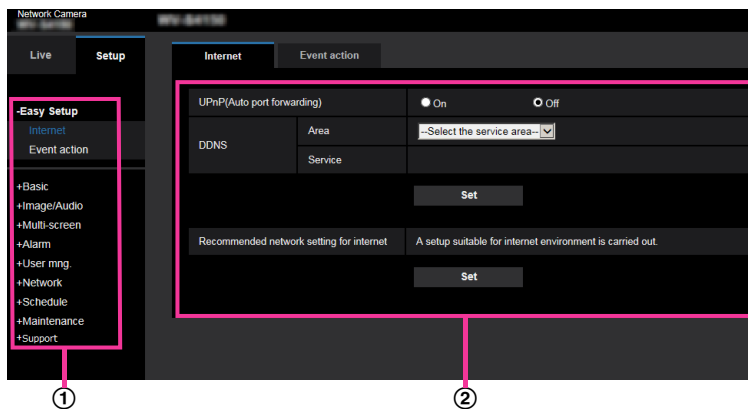 Network Camera
Live
Setup
Internet
Event action
-Easy Setup
Internet
Event action
+Basic
+Image/Audio
+Multi-screen
+Alarm
+User mng.
+Network
+Schedule
+Maintenance
+Support
UPnP(Auto port forwarding)
On
Off
DDNS
Area
--Select the service area--
Service
Set
Recommended network setting for internet
A setup suitable for internet environment is carried out.
Set
①
②